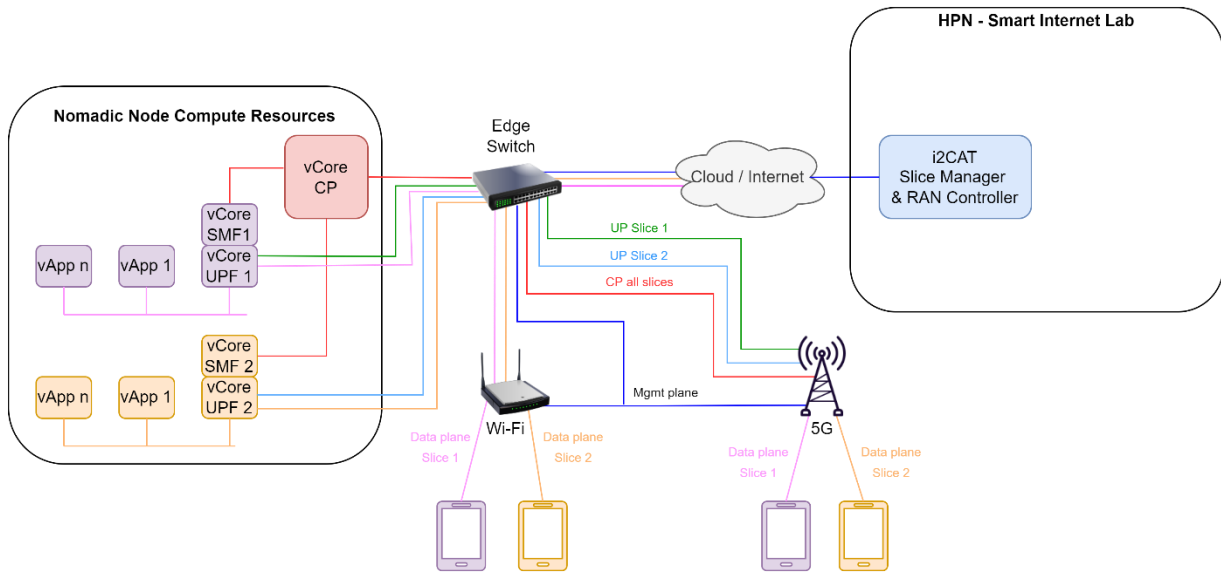 HPN - Smart Internet Lab
Nomadic Node Compute Resources
vCore
CP
vCore
SMF1
vCore
UPF 1
vApp n
vApp 1
vCore
SMF 2
vCore
UPF 2
vApp n
vApp 1
Edge
Switch
Cloud / Internet
i2CAT
Slice Manager
& RAN Controller
UP Slice 1
UP Slice 2
CP all slices
Mgmt plane
Wi-Fi
5G
Data plane
Slice 1
Data plane
Slice 2
Data plane
Slice 1
Data plane
Slice 2